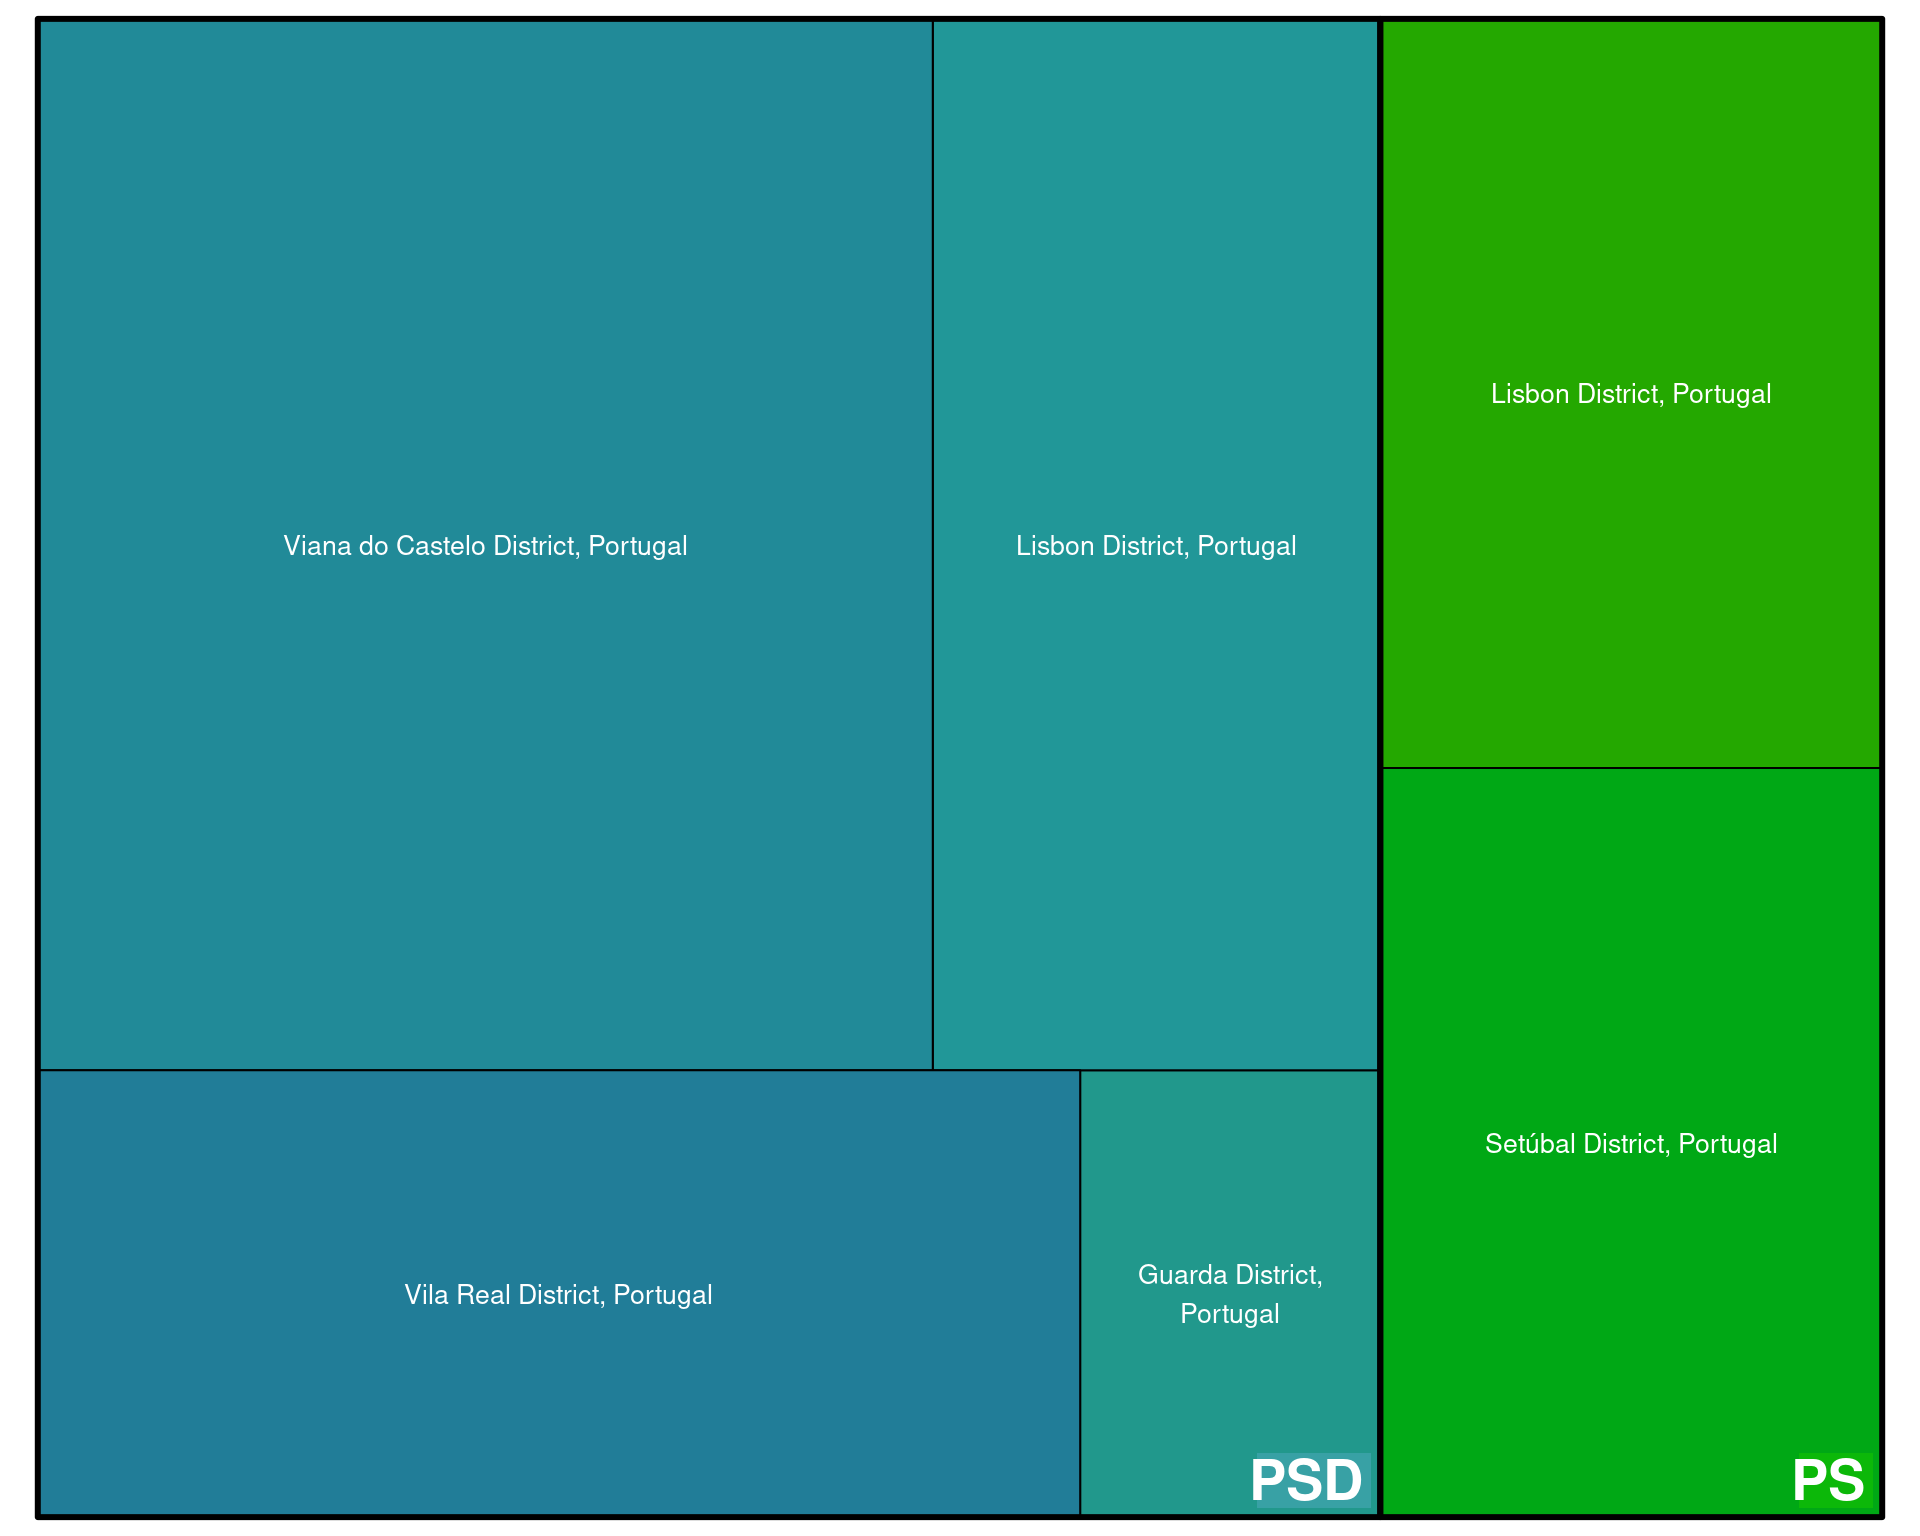 Viana do Castelo District, Portugal
Lisbon District, Portugal
Vila Real District, Portugal
Guarda District,
Portugal
PSD
Lisbon District, Portugal
Setúbal District, Portugal
PS